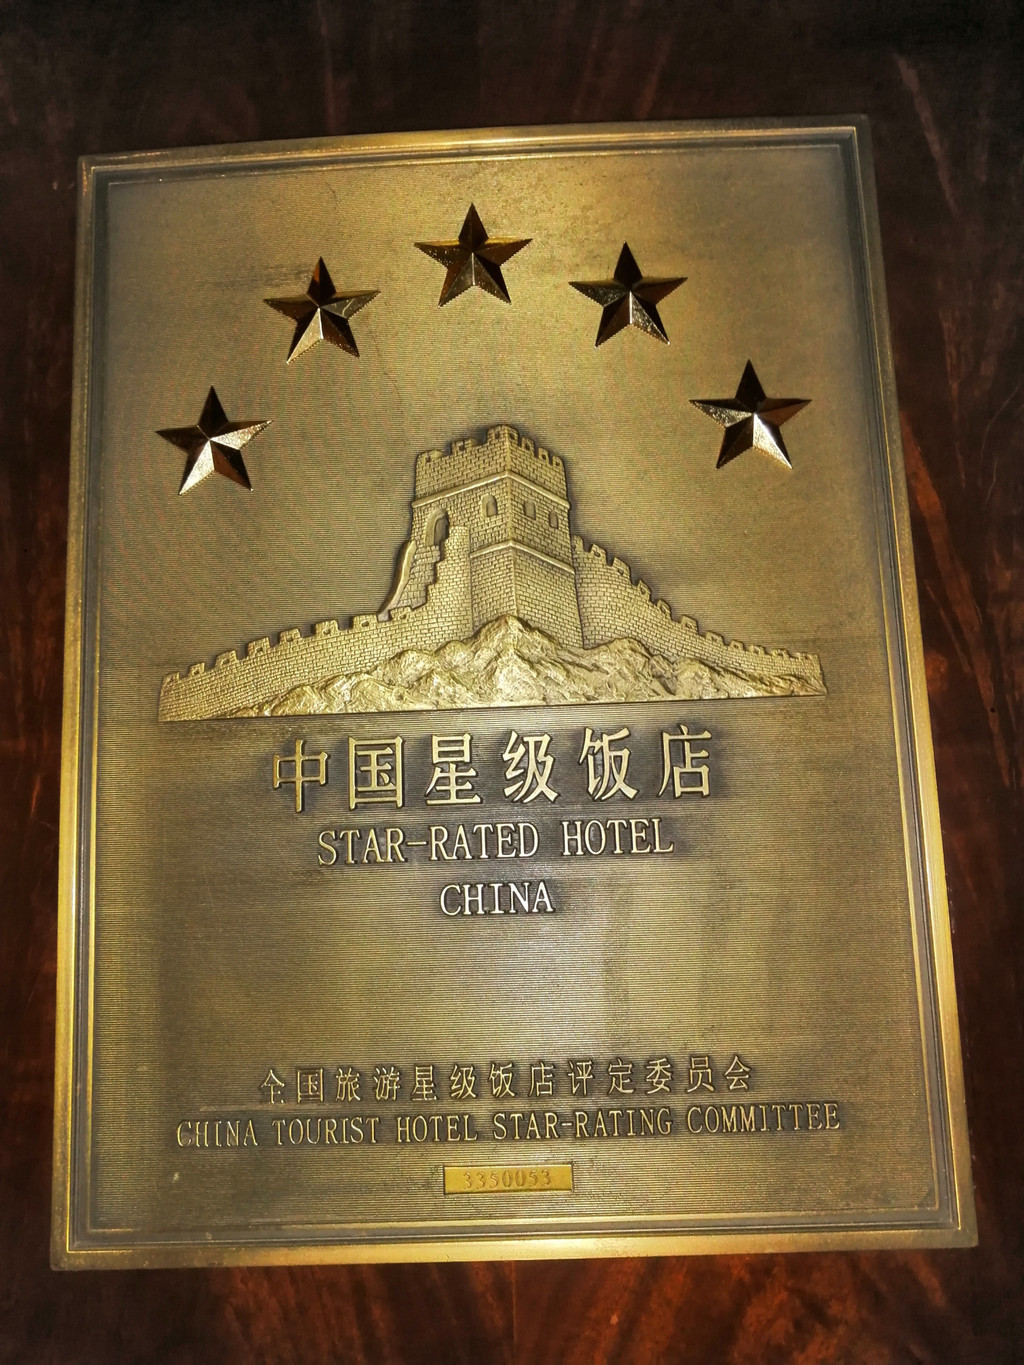 中国星级饭店
STAR-RATED HOTEL
CHINA
全国旅游星级饭店评定委员会
CHINA TOURIST HOTEL STAR-RATING COMMITTEE
3350053